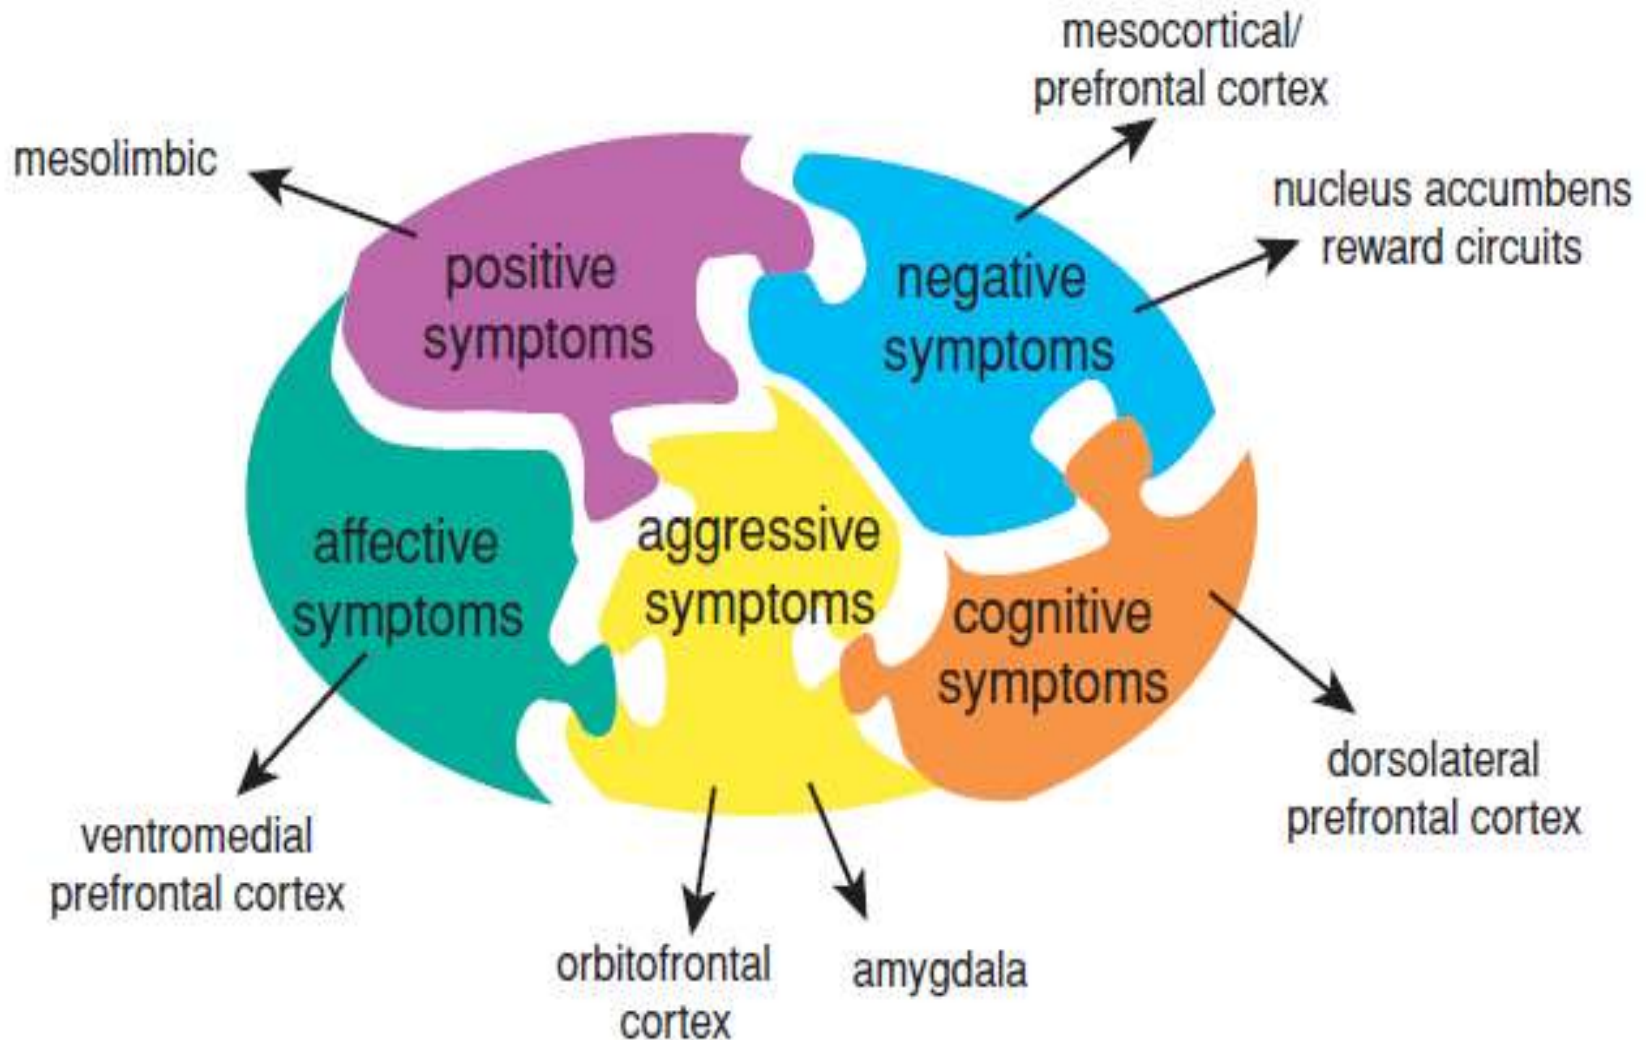 mesocortical/
prefrontal cortex
mesolimbic
nucleus accumbens
reward circuits
positive
symptoms
negative
symptoms
affective
symptoms
aggressive
symptoms
cognitive
symptoms
dorsolateral
prefrontal cortex
ventromedial
prefrontal cortex
orbitofrontal
cortex
amygdala